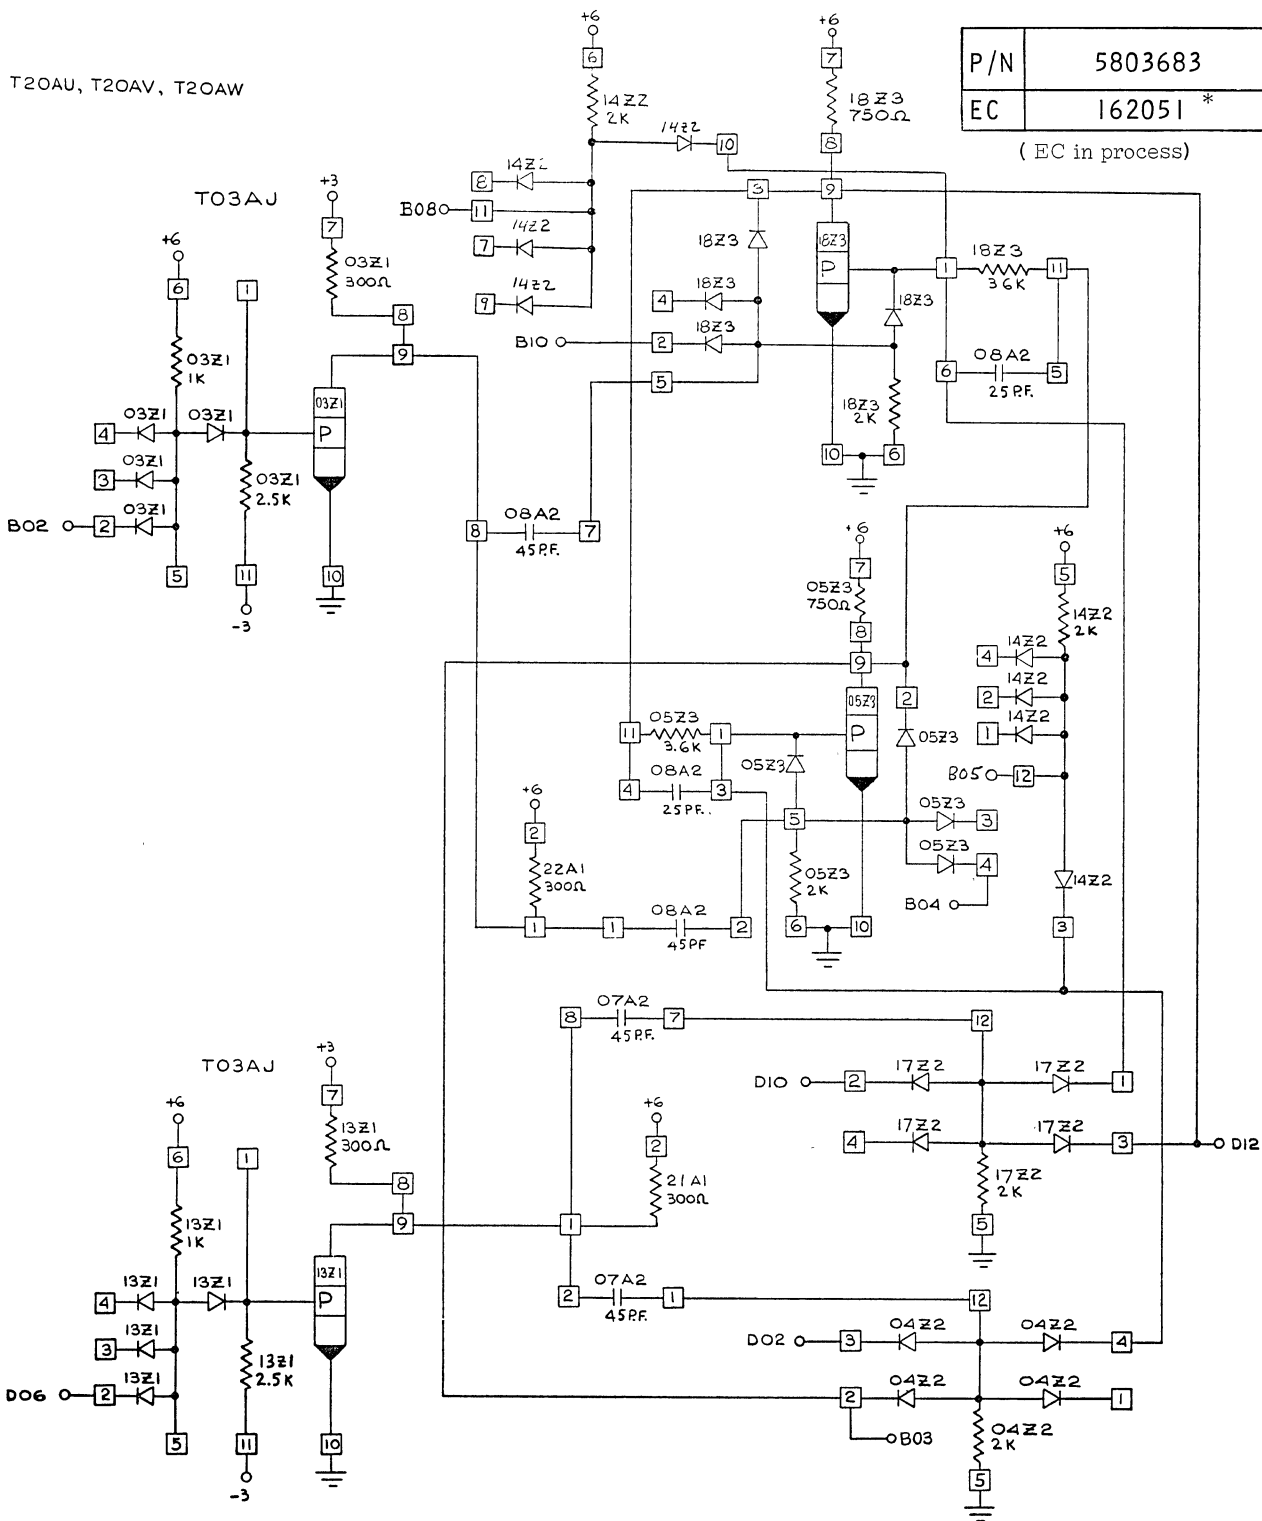 T20AU, T20AV, T20AW
P/N 5803683
EC 162051 *
( EC in process)
+6
6
14Z2
2K
14Z2
10
+6
7
18Z3
750Ω
8
T03AJ
+3
7
03Z1
300Ω
8
9
8
14Z2
B08
11
7
14Z2
9
14Z2
3
9
18Z3
18Z3
P
4
18Z3
B10
2
18Z3
5
18Z3
1
18Z3
3.6K
11
6
08A2
25 P.F.
5
18Z3
2K
10
6
+6
6
1
03Z1
1K
03Z1
P
4
03Z1
03Z1
3
03Z1
03Z1
2.5K
B02
2
03Z1
5
11
10
-3
8
08A2
45 P.F.
7
+6
7
05Z3
750Ω
8
9
+6
5
14Z2
2K
4
14Z2
2
14Z2
1
14Z2
B05
12
14Z2
3
2
05Z3
P
05Z3
11
05Z3
3.6K
1
05Z3
4
08A2
25 P.F.
3
5
05Z3
3
05Z3
4
B04
+6
2
22A1
300Ω
1
1
08A2
45 PF
2
05Z3
2K
6
10
8
07A2
45 P.F.
7
12
D10
2
17Z2
17Z2
1
4
17Z2
17Z2
3
D12
17Z2
2K
5
T03AJ
+3
7
13Z1
300Ω
8
9
+6
2
21A1
300Ω
1
+6
6
1
13Z1
1K
13Z1
P
4
13Z1
13Z1
3
13Z1
13Z1
2.5K
D06
2
13Z1
5
11
10
-3
2
07A2
45 P.F.
1
12
D02
3
04Z2
04Z2
4
2
04Z2
04Z2
1
B03
04Z2
2K
5